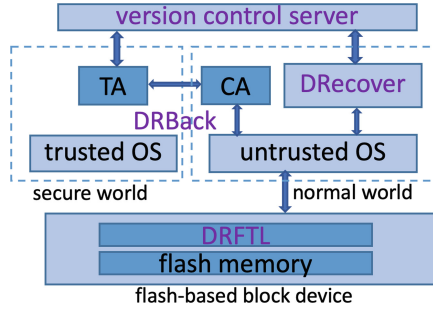 version control server
TA
CA
DRecover
DRBack
trusted OS
untrusted OS
secure world
normal world
DRFTL
flash memory
flash-based block device